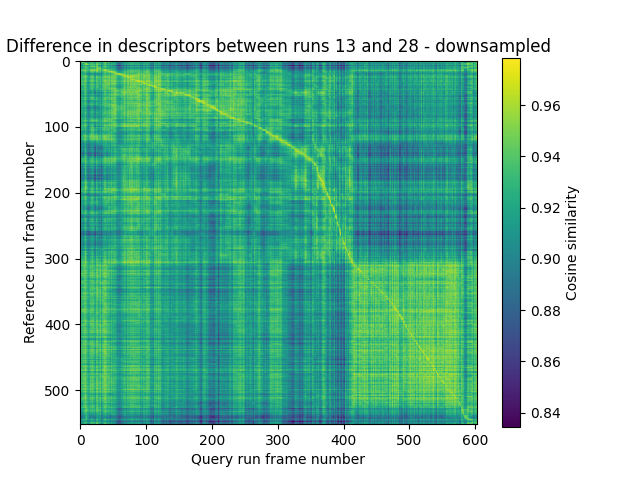 Difference in descriptors between runs 13 and 28 - downsampled
Reference run frame number
0
100
200
300
400
500
0 100 200 300 400 500 600
Query run frame number
0.96
0.94
0.92
0.90
0.88
0.86
0.84
Cosine similarity